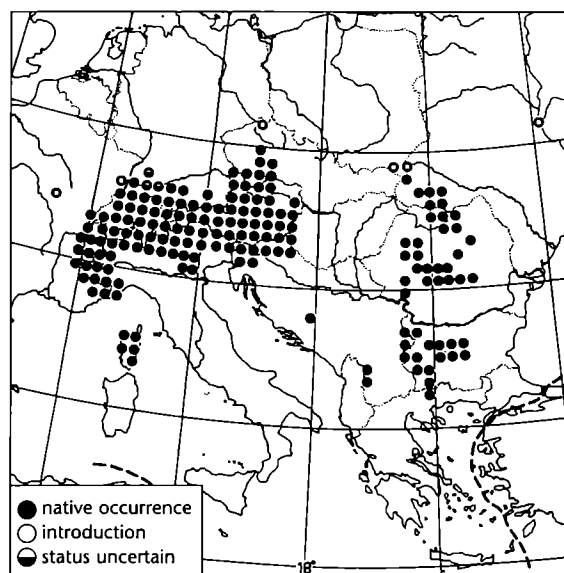 native occurrence
introduction
status uncertain
18°